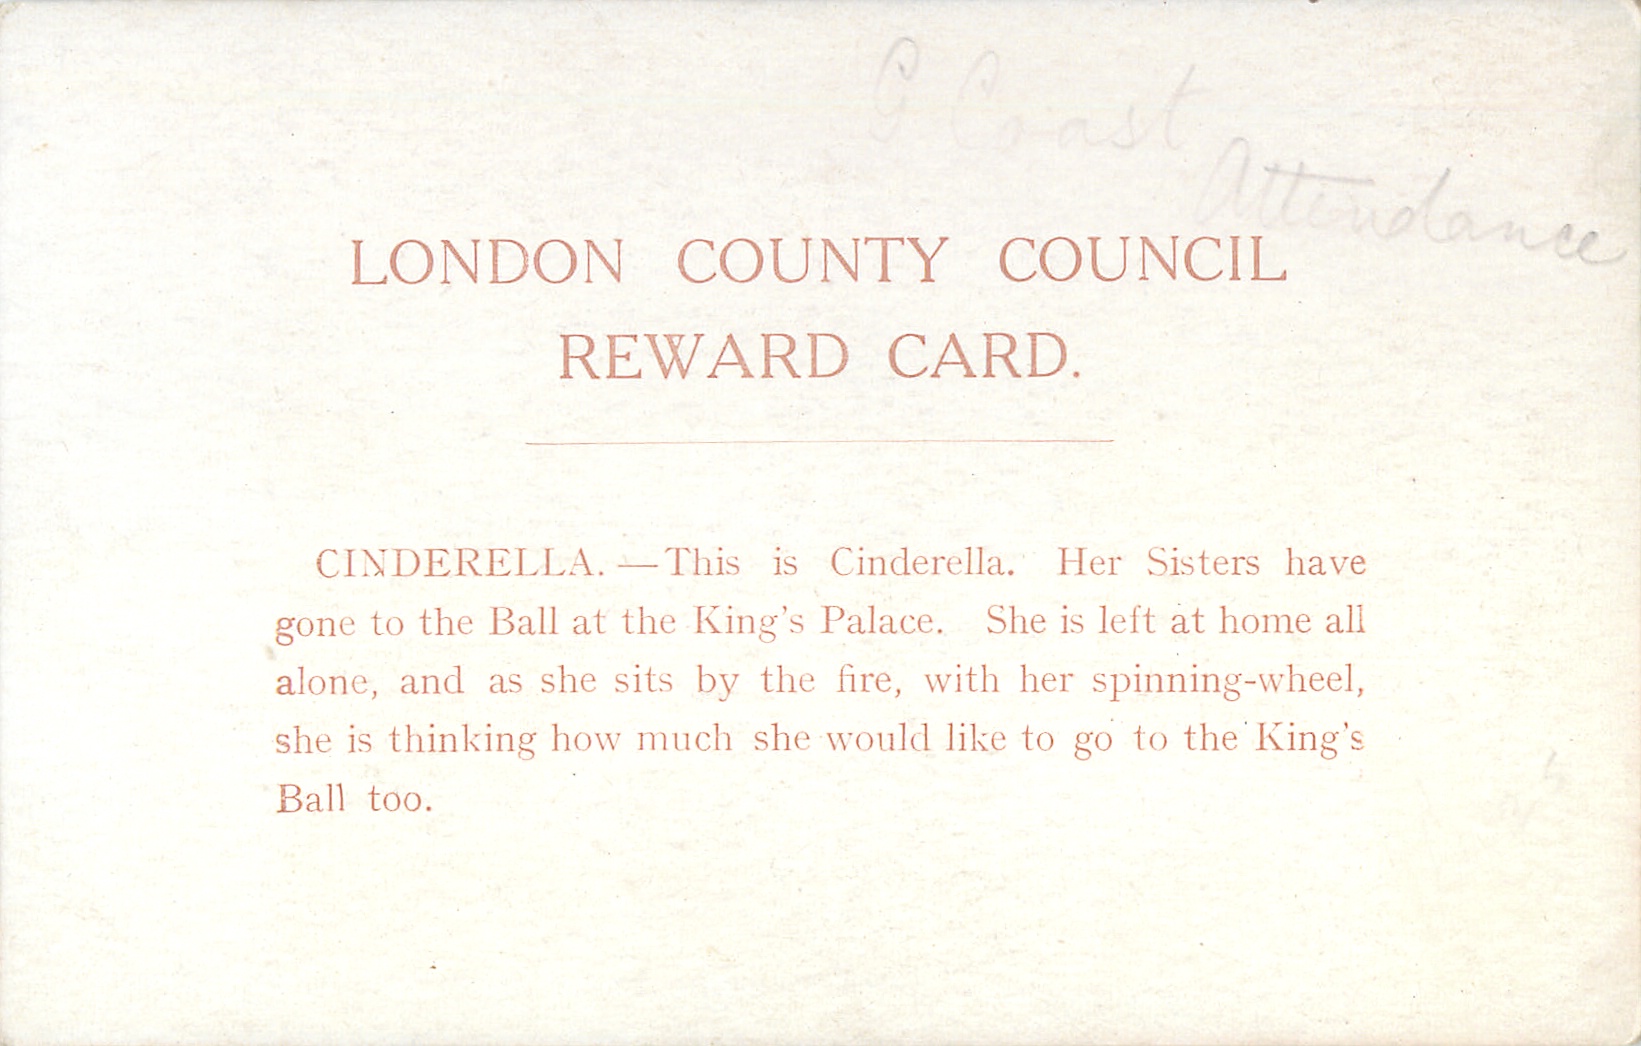 G Coast
Attendance
LONDON COUNTY COUNCIL
REWARD CARD.
CINDERELLA.—This is Cinderella. Her Sisters have
gone to the Ball at the King's Palace. She is left at home all
alone, and as she sits by the fire, with her spinning-wheel,
she is thinking how much she would like to go to the King's
Ball too.